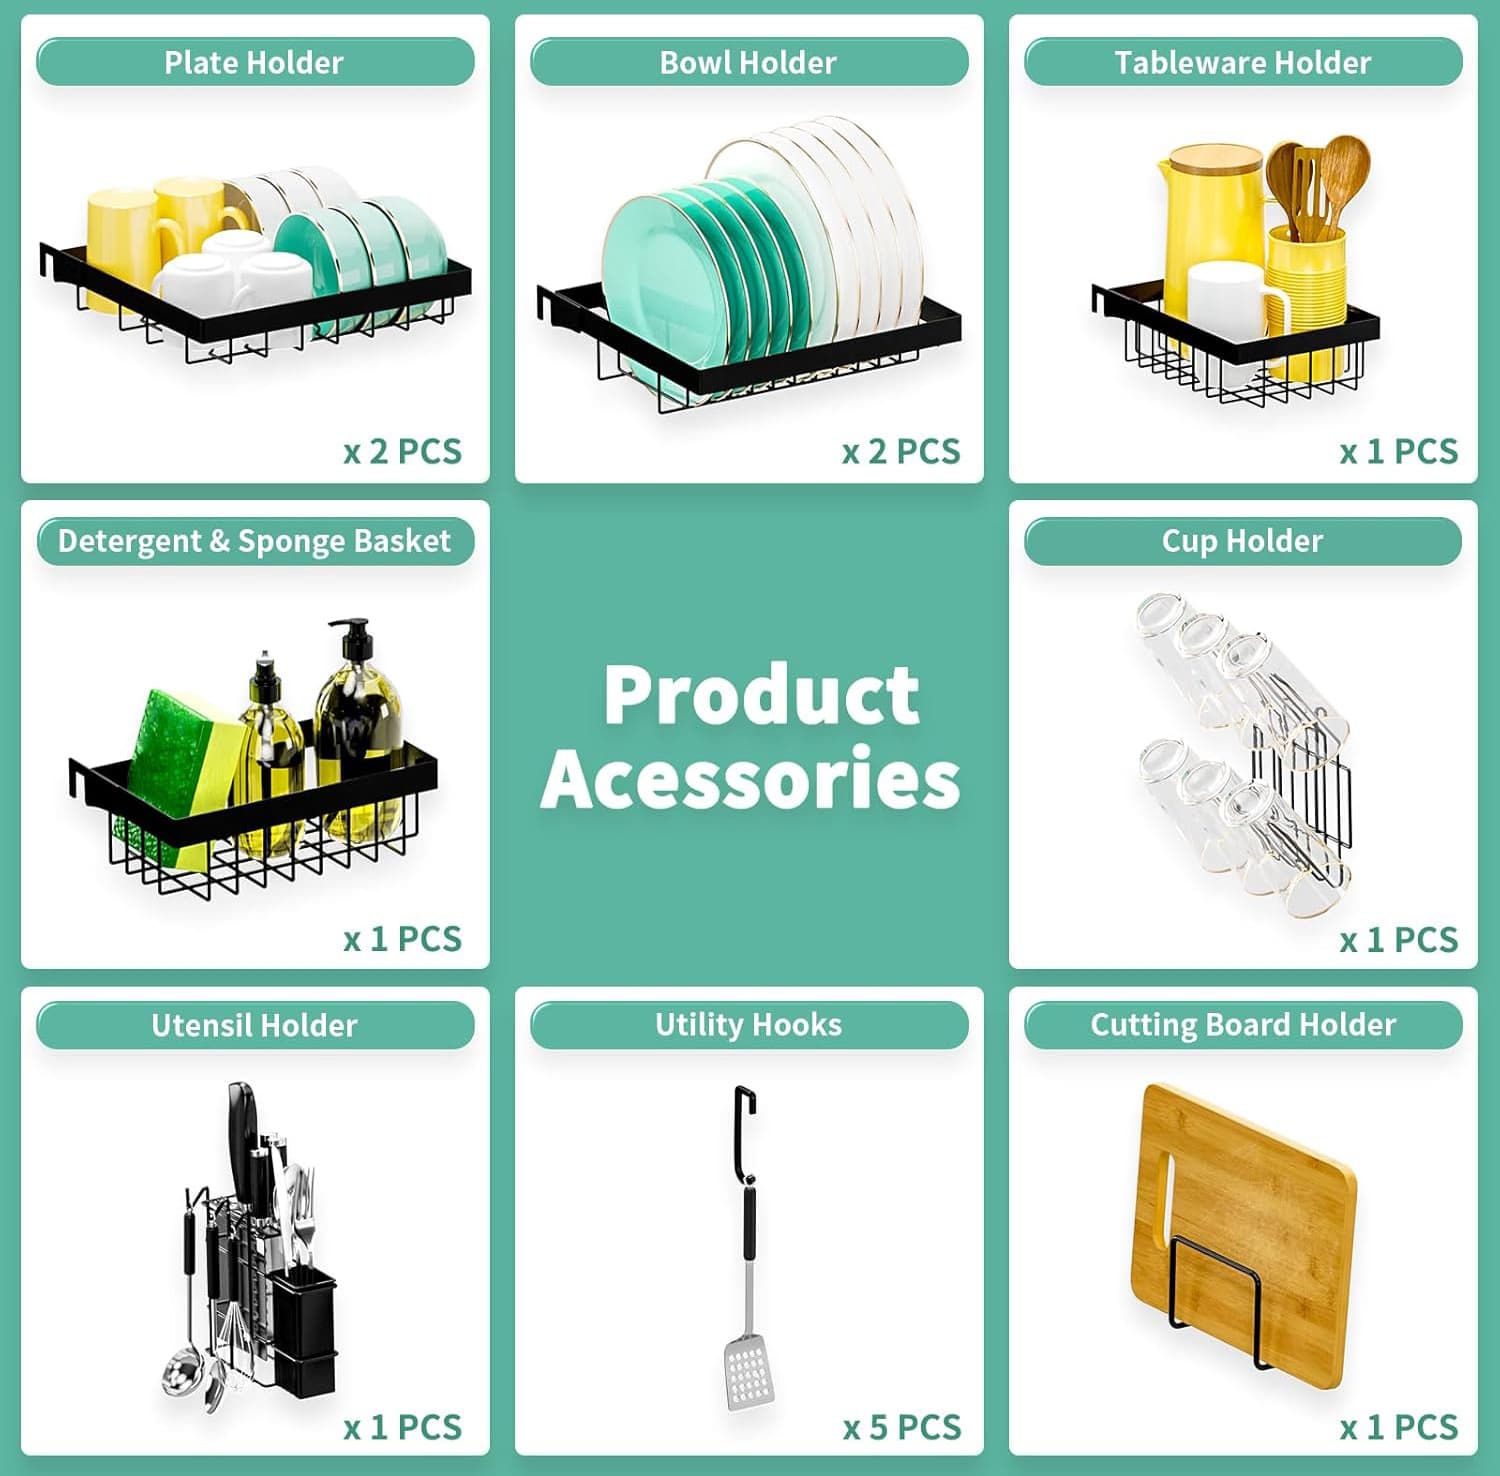 Plate Holder
x 2 PCS
Bowl Holder
x 2 PCS
Tableware Holder
x 1 PCS
Detergent & Sponge Basket
x 1 PCS
Product
Acessories
Cup Holder
x 1 PCS
Utensil Holder
x 1 PCS
Utility Hooks
x 5 PCS
Cutting Board Holder
x 1 PCS